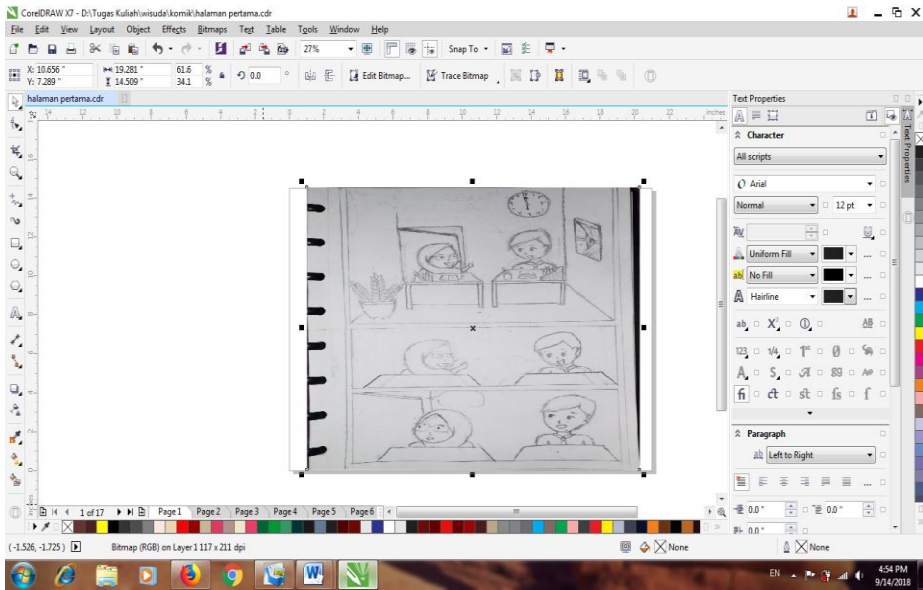 CorelDRAW X7 - D:\Tugas Kuliah\wisuda\komik\halaman pertama.cdr
File Edit View Layout Object Effects Bitmaps Text Table Tools Window Help
27% Snap To
X: 10.656 " 19.281 " 61.6 % 0.0 ° Edit Bitmap... Trace Bitmap
Y: 7.289 " 14.509 " 34.1 %
halaman pertama.cdr
inches
Text Properties
Character
All scripts
Arial
Normal 12 pt
Uniform Fill
No Fill
Hairline
Paragraph
Left to Right
0.0 " 0.0 "
0.0 "
Text Properties
1 of 17 Page 1 Page 2 Page 3 Page 4 Page 5 Page 6
(-1.526, -1.725) Bitmap (RGB) on Layer 1 117 x 211 dpi None None
EN 4:54 PM
9/14/2018